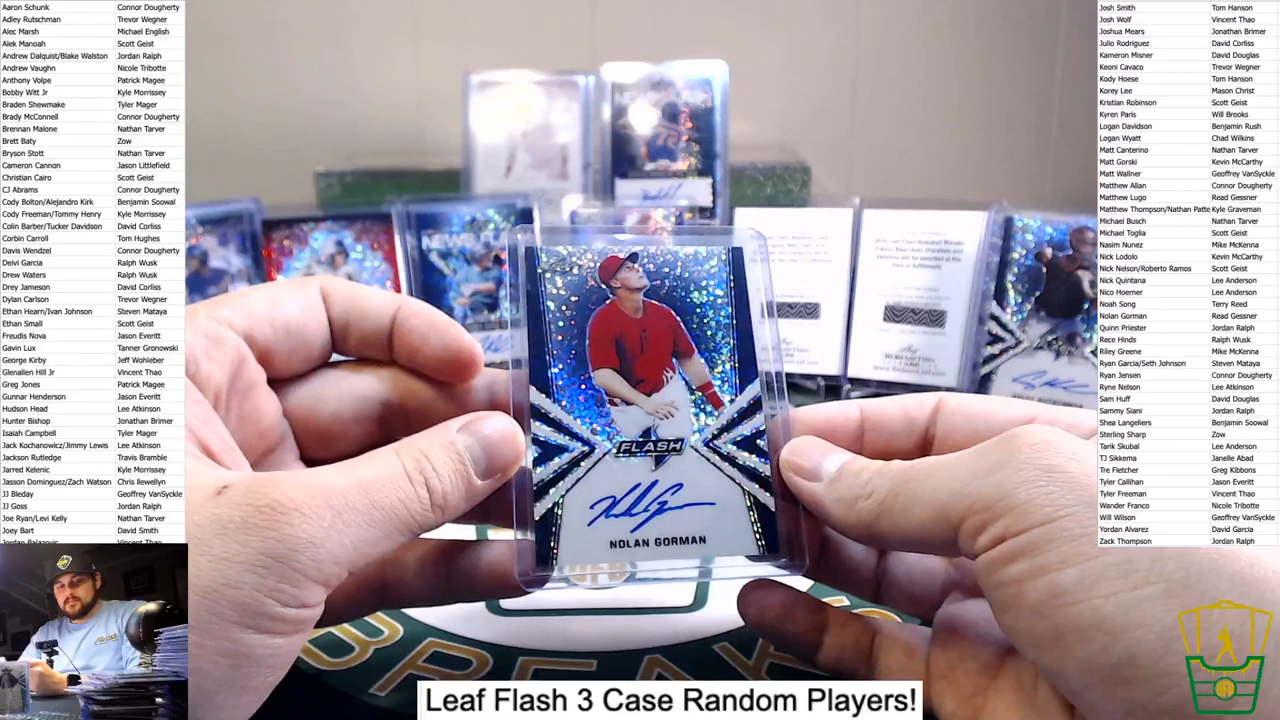 Aaron Schunk Connor Dougherty
Adley Rutschman Trevor Wegner
Alec Marsh Michael English
Alek Manoah Scott Geist
Andrew Dalquist/Blake Walston Jordan Ralph
Andrew Vaughn Nicole Tribotte
Anthony Volpe Patrick Magee
Bobby Witt Jr Kyle Morrissey
Braden Shewmake Tyler Mager
Brady McConnell Connor Dougherty
Brennan Malone Nathan Tarver
Brett Baty Zow
Bryson Stott Nathan Tarver
Cameron Cannon Jason Littlefield
Christian Cairo Scott Geist
CJ Abrams Connor Dougherty
Cody Bolton/Alejandro Kirk Benjamin Soowal
Cody Freeman/Tommy Henry Kyle Morrissey
Colin Barber/Tucker Davidson David Corliss
Corbin Carroll Tom Hughes
Davis Wendzel Connor Dougherty
Deivi Garcia Ralph Wusk
Drew Waters Ralph Wusk
Drey Jameson David Corliss
Dylan Carlson Trevor Wegner
Ethan Hearn/Ivan Johnson Steven Mataya
Ethan Small Scott Geist
Freudis Nova Jason Everitt
Gavin Lux Tanner Gronowski
George Kirby Jeff Wohleber
Glenallen Hill Jr Vincent Thao
Greg Jones Patrick Magee
Gunnar Henderson Jason Everitt
Hudson Head Lee Atkinson
Hunter Bishop Jonathan Brimer
Isaiah Campbell Tyler Mager
Jack Kochanowicz/Jimmy Lewis Lee Atkinson
Jackson Rutledge Travis Bramble
Jarred Kelenic Kyle Morrissey
Jasson Dominguez/Zach Watson Chris llewellyn
JJ Bleday Geoffrey VanSyckle
JJ Goss Jordan Ralph
Joe Ryan/Levi Kelly Nathan Tarver
Joey Bart David Smith
Jordan Balazovic Vincent Thao
Josh Smith Tom Hanson
Josh Wolf Vincent Thao
Joshua Mears Jonathan Brimer
Julio Rodriguez David Corliss
Kameron Misner David Douglas
Keoni Cavaco Trevor Wegner
Kody Hoese Tom Hanson
Korey Lee Mason Christ
Kristian Robinson Scott Geist
Kyren Paris Will Brooks
Logan Davidson Benjamin Rush
Logan Wyatt Chad Wilkins
Matt Canterino Nathan Tarver
Matt Gorski Kevin McCarthy
Matt Wallner Geoffrey VanSyckle
Matthew Allan Connor Dougherty
Matthew Lugo Read Gessner
Matthew Thompson/Nathan Patte Kyle Graveman
Michael Busch Nathan Tarver
Michael Toglia Scott Geist
Nasim Nunez Mike McKenna
Nick Lodolo Kevin McCarthy
Nick Nelson/Roberto Ramos Scott Geist
Nick Quintana Lee Anderson
Nico Hoerner Lee Anderson
Noah Song Terry Reed
Nolan Gorman Read Gessner
Quinn Priester Jordan Ralph
Rece Hinds Ralph Wusk
Riley Greene Mike McKenna
Ryan Garcia/Seth Johnson Steven Mataya
Ryan Jensen Connor Dougherty
Ryne Nelson Lee Atkinson
Sam Huff David Douglas
Sammy Siani Jordan Ralph
Shea Langeliers Benjamin Soowal
Sterling Sharp Zow
Tarik Skubal Lee Anderson
TJ Sikkema Janelle Abad
Tre Fletcher Greg Kibbons
Tyler Callihan Jason Everitt
Tyler Freeman Vincent Thao
Wander Franco Nicole Tribotte
Will Wilson Geoffrey VanSyckle
Yordan Alvarez David Garcia
Zack Thompson Jordan Ralph
FLASH
NOLAN GORMAN
BREAK
Leaf Flash 3 Case Random Players!